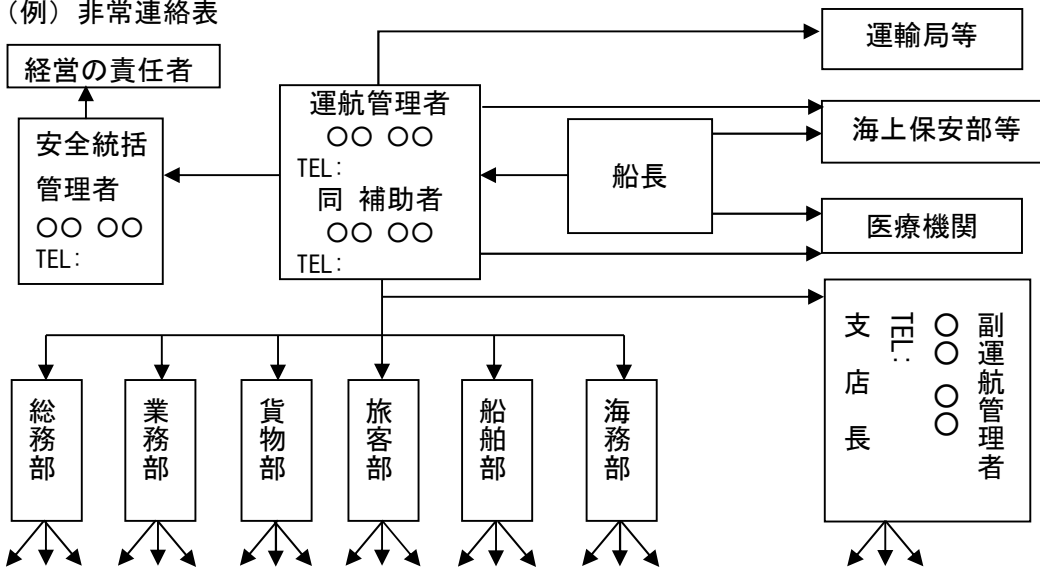 （例）非常連絡表
経営の責任者
安全統括
管理者
○○ ○○
TEL:
運航管理者
○○ ○○
TEL:
同 補助者
○○ ○○
TEL:
船長
運輸局等
海上保安部等
医療機関
副運航管理者
○○ ○○
TEL:
支店長
総務部
業務部
貨物部
旅客部
船舶部
海務部